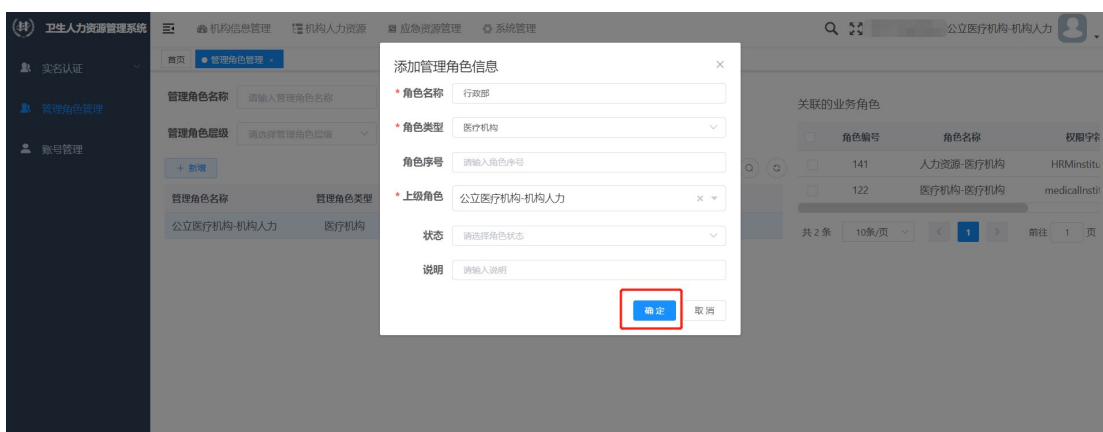 卫生人力资源管理系统
机构信息管理 机构人力资源 应急资源管理 系统管理
公立医疗机构-机构人力
实名认证
管理角色管理
账号管理
首页 管理角色管理 ×
管理角色名称 请输入管理角色名称
管理角色层级 请选择管理角色层级
+ 新增
管理角色名称 管理角色类型
公立医疗机构-机构人力 医疗机构
添加管理角色信息 ×
* 角色名称 行政部
* 角色类型 医疗机构
角色序号 请输入角色序号
* 上级角色 公立医疗机构-机构人力 ×
状态 请选择角色状态
说明 请输入说明
确定 取消
关联的业务角色
角色编号 角色名称 权限字
141 人力资源-医疗机构 HRMinstitu
122 医疗机构-医疗机构 medicalInsti
共 2 条 10条/页 < 1 > 前往 1 页